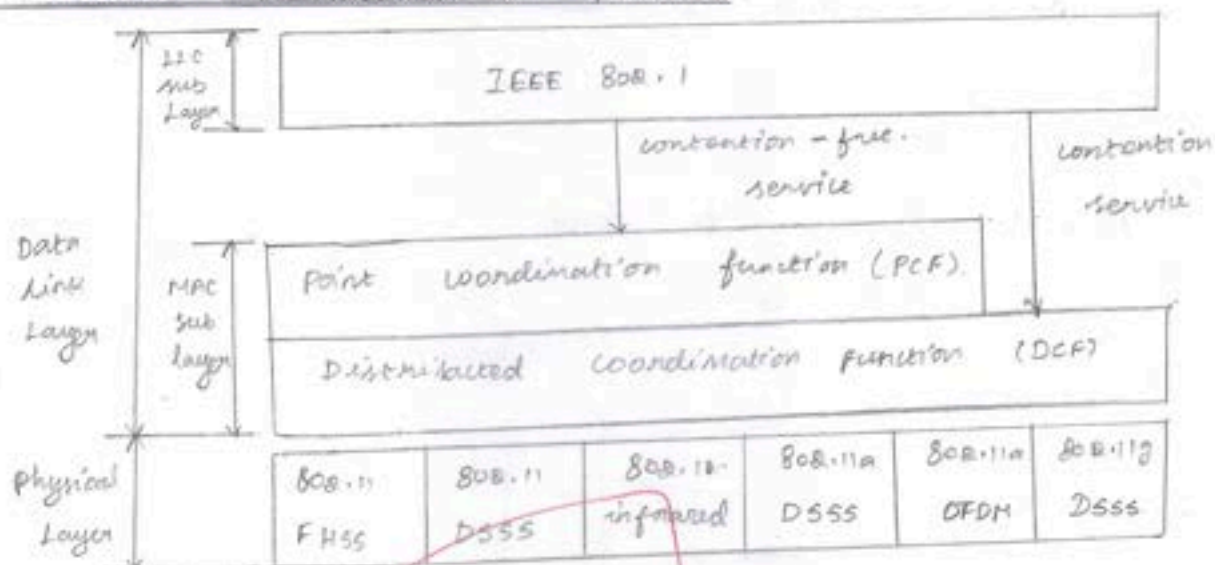 LLC
sub
Layer
IEEE 802.1
contention - free.
service
contention
service
Data
Link
Layer
MAC
sub
layer
Point coordination function (PCF).
Distributed coordination Function (DCF)
Physical
Layer
802.11
FHSS
802.11
DSSS
802.11
infrared
802.11a
DSSS
802.11a
OFDM
802.11g
DSSS